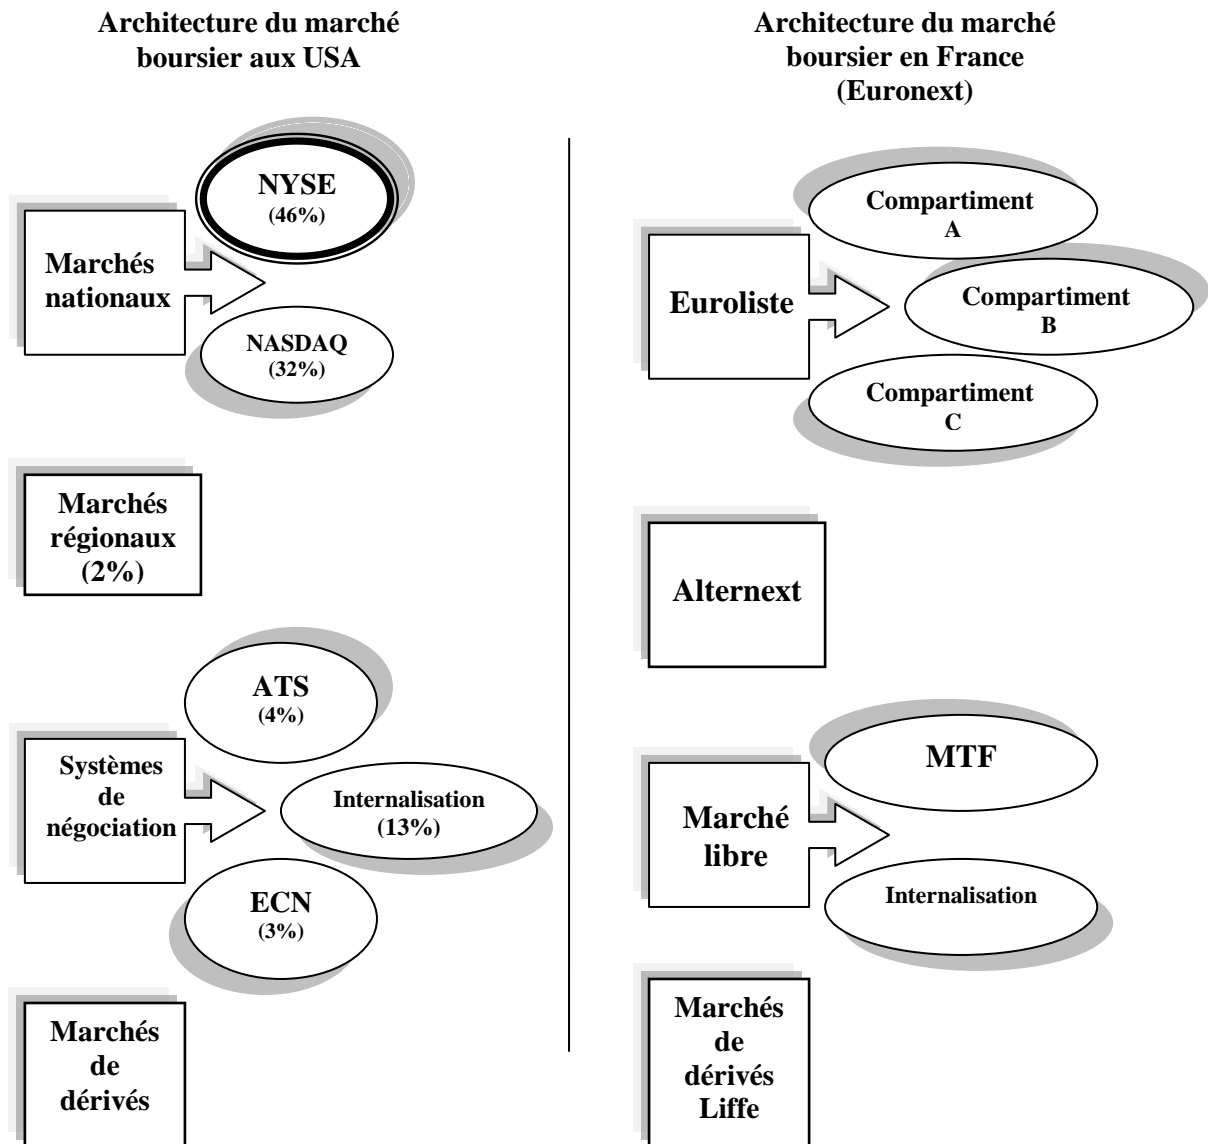 Architecture du marché
boursier aux USA
NYSE
(46%)
Marchés
nationaux
NASDAQ
(32%)
Marchés
régionaux
(2%)
ATS
(4%)
Systèmes
de
négociation
Internalisation
(13%)
ECN
(3%)
Marchés
de
dérivés
Architecture du marché
boursier en France
(Euronext)
Compartiment
A
Euroliste
Compartiment
B
Compartiment
C
Alternext
MTF
Marché
libre
Internalisation
Marchés
de
dérivés
Liffe